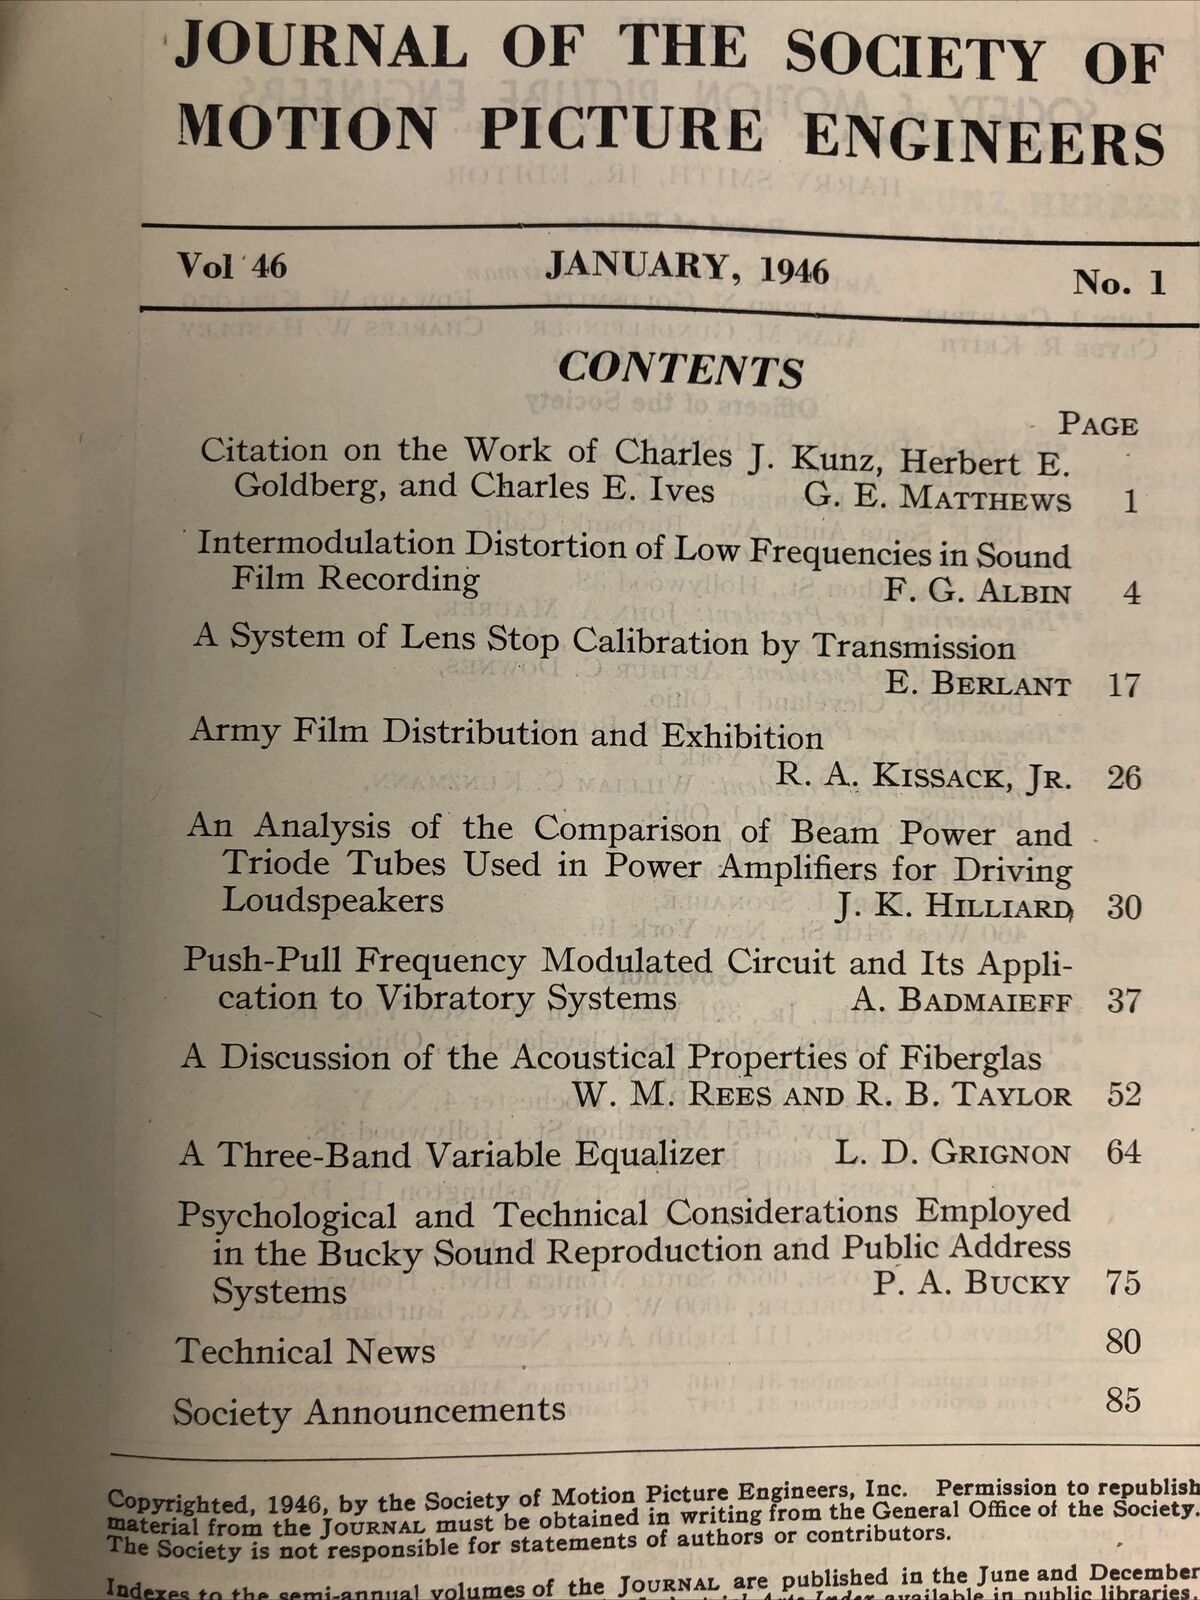 JOURNAL OF THE SOCIETY OF
MOTION PICTURE ENGINEERS
Vol 46 JANUARY, 1946 No. 1
CONTENTS
PAGE
Citation on the Work of Charles J. Kunz, Herbert E.
Goldberg, and Charles E. Ives G. E. MATTHEWS 1
Intermodulation Distortion of Low Frequencies in Sound
Film Recording F. G. ALBIN 4
A System of Lens Stop Calibration by Transmission
E. BERLANT 17
Army Film Distribution and Exhibition
R. A. KISSACK, JR. 26
An Analysis of the Comparison of Beam Power and
Triode Tubes Used in Power Amplifiers for Driving
Loudspeakers J. K. HILLIARD 30
Push-Pull Frequency Modulated Circuit and Its Appli-
cation to Vibratory Systems A. BADMAIEFF 37
A Discussion of the Acoustical Properties of Fiberglas
W. M. REES AND R. B. TAYLOR 52
A Three-Band Variable Equalizer L. D. GRIGNON 64
Psychological and Technical Considerations Employed
in the Bucky Sound Reproduction and Public Address
Systems P. A. BUCKY 75
Technical News 80
Society Announcements 85
Copyrighted, 1946, by the Society of Motion Picture Engineers, Inc. Permission to republish
material from the JOURNAL must be obtained in writing from the General Office of the Society.
The Society is not responsible for statements of authors or contributors.
Indexes to the semi-annual volumes of the JOURNAL are published in the June and December
Index available in public libraries.